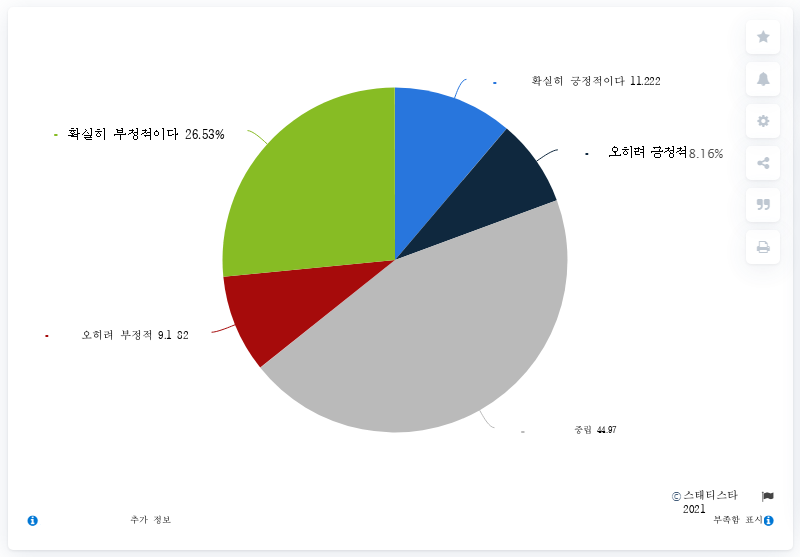 확실히 긍정적이다 11.222
확실히 부정적이다 26.53%
오히려 긍정적8.16%
오히려 부정적 9.1 82
중립 44.97
© 스태티스타
2021
추가 정보
부족함 표시